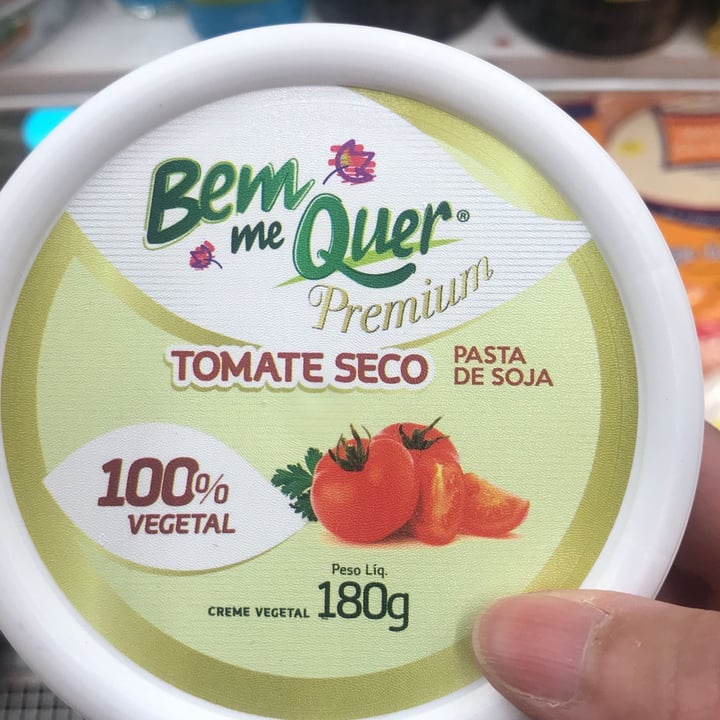 Bem
me Quer®
Premium
TOMATE SECO
PASTA
DE SOJA
100%
VEGETAL
Peso Líq.
CREME VEGETAL 180g